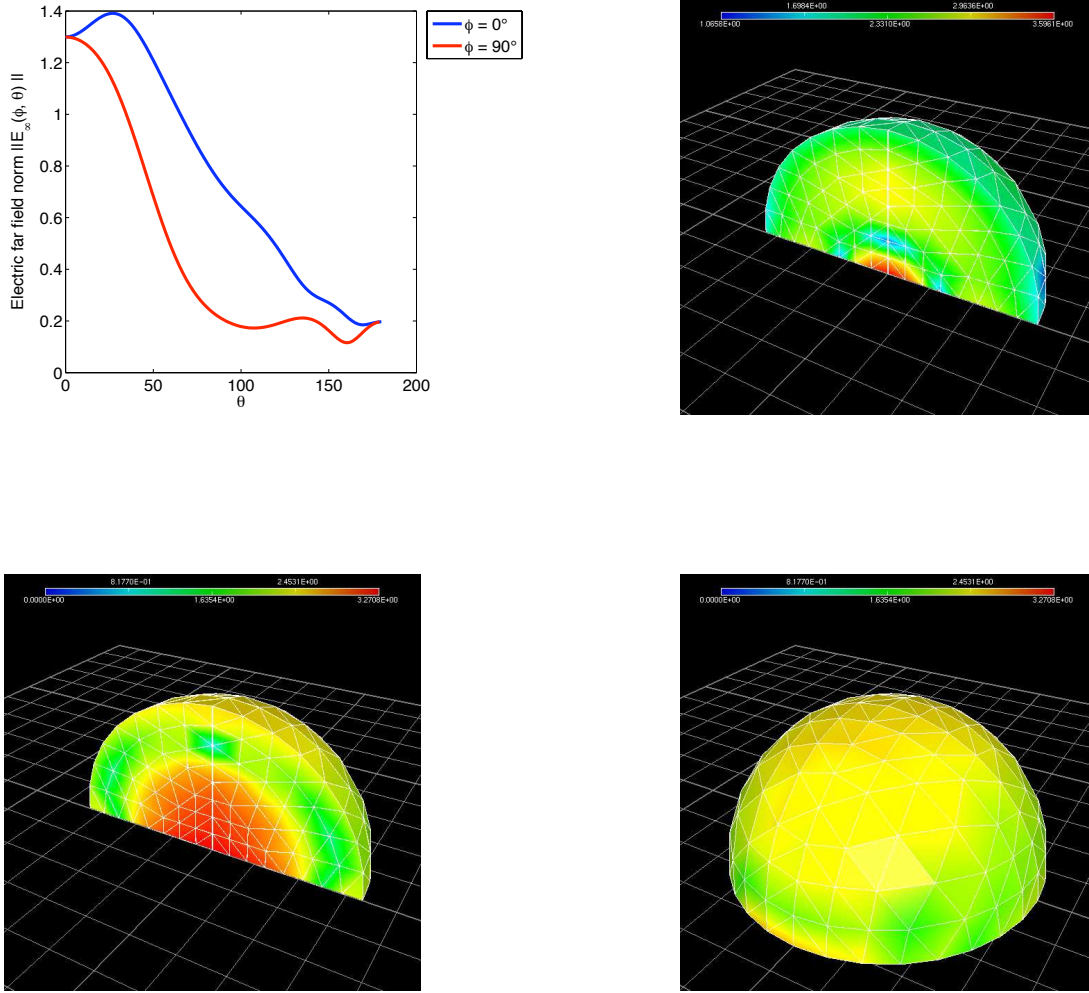 1.4
1.2
1
0.8
0.6
0.4
0.2
0
0 50 100 150 200
θ
Electric far field norm ||E∞(ϕ, θ) ||
ϕ = 0°
ϕ = 90°
1.6984E+00 2.9636E+00
1.0658E+00 2.3310E+00 3.5961E+00
8.1770E-01 2.4531E+00
0.0000E+00 1.6354E+00 3.2708E+00
8.1770E-01 2.4531E+00
0.0000E+00 1.6354E+00 3.2708E+00